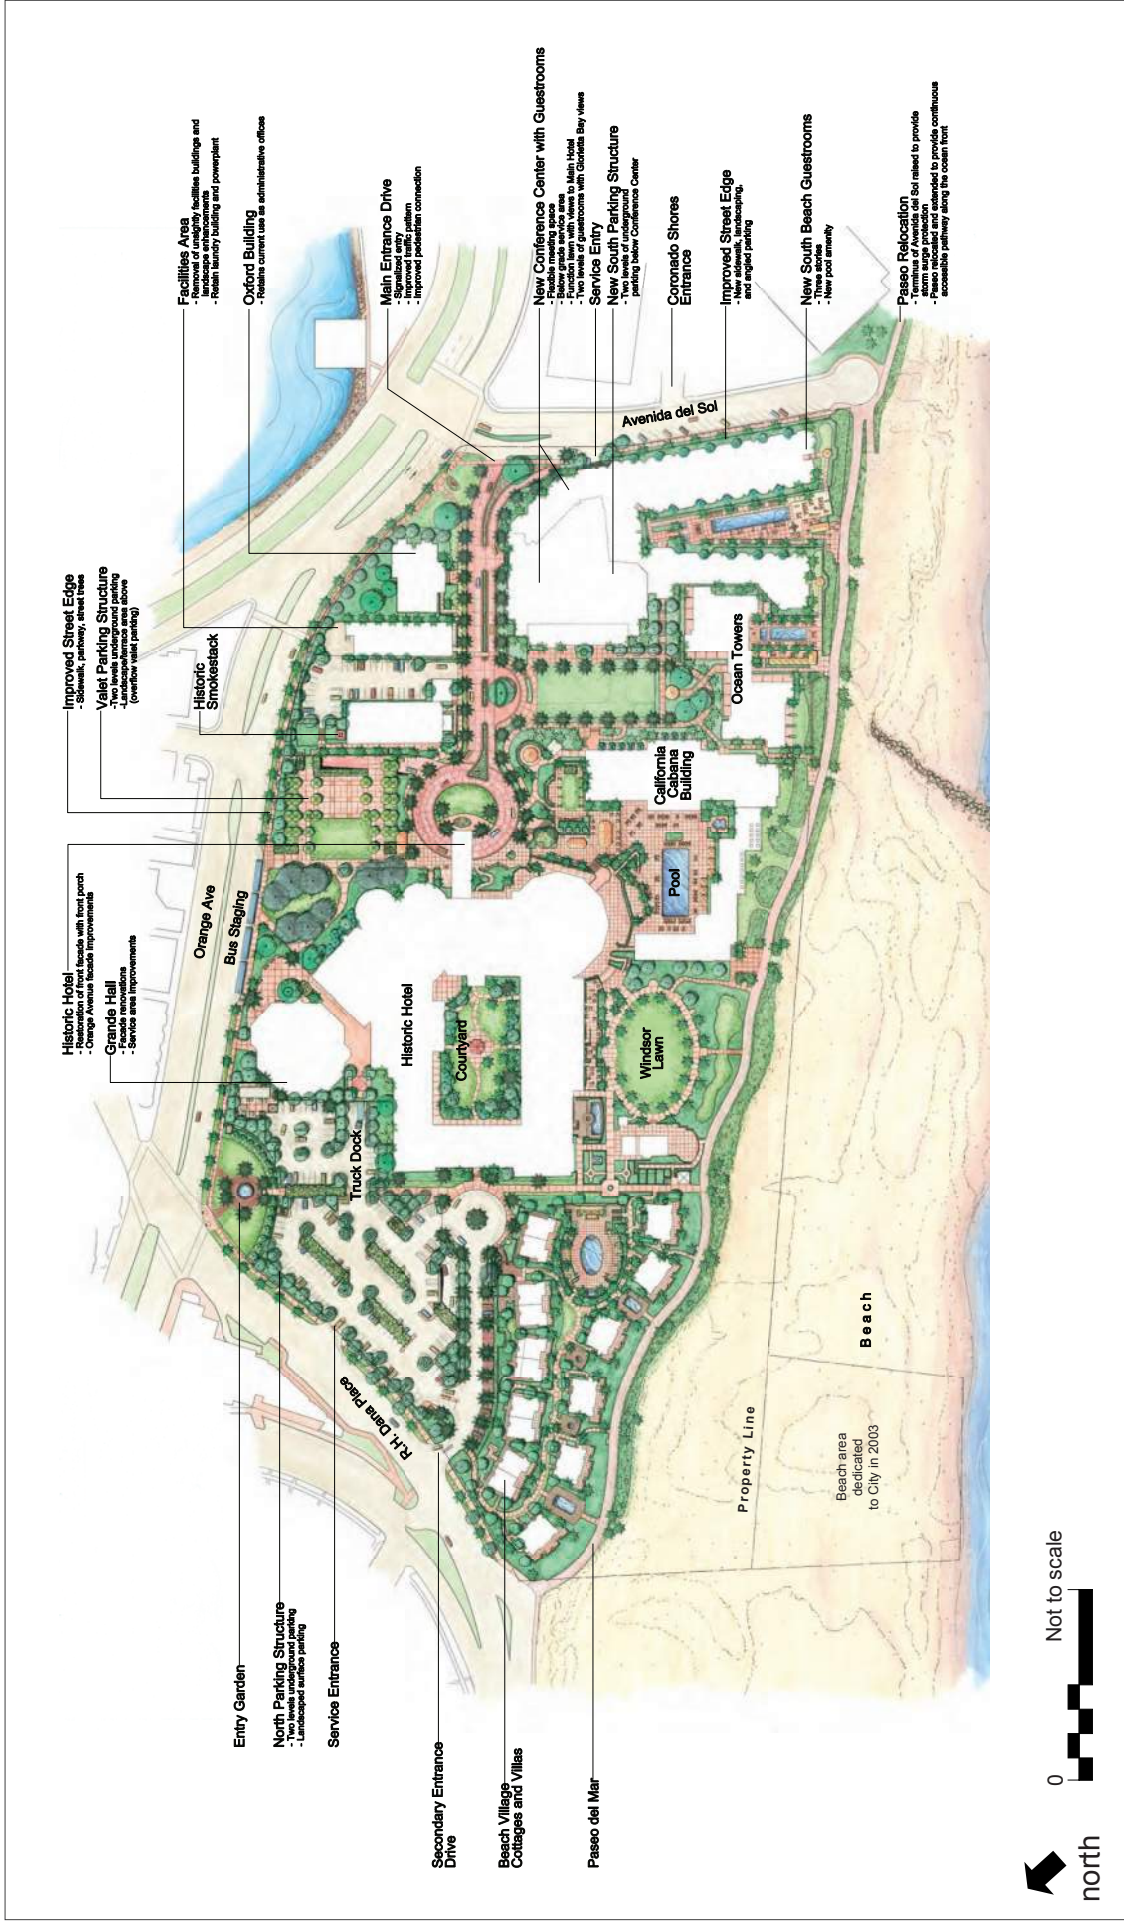 Historic Hotel
- Restoration of front facade with front porch
- Orange Avenue facade improvements
Grande Hall
- Facade renovations
- Service area improvements
Improved Street Edge
- Sidewalk, parkway, street trees
Valet Parking Structure
-Two levels underground parking
-Landscape/terrace area above
(overflow valet parking)
Historic
Smokestack
Facilities Area
- Removal of unsightly facilities buildings and
landscape enhancements
- Retain laundry building and powerplant
Oxford Building
- Retains current use as administrative offices
Main Entrance Drive
- Signalized entry
- Improved traffic pattern
- Improved pedestrian connection
New Conference Center with Guestrooms
- Flexible meeting space
- Below grade service area
- Function lawn with views to Main Hotel
- Two levels of guestrooms with Glorietta Bay views
Service Entry
New South Parking Structure
- Two levels of underground
parking below Conference Center
Coronado Shores
Entrance
Improved Street Edge
- New sidewalk, landscaping,
and angled parking
New South Beach Guestrooms
- Three stories
- New pool amenity
Paseo Relocation
- Terminus of Avenida del Sol raised to provide
storm surge protection
- Paseo relocated and extended to provide continuous
accessible pathway along the ocean front
Orange Ave
Bus Staging
Avenida del Sol
Truck Dock
Historic Hotel
Courtyard
Windsor
Lawn
Pool
California
Cabana
Building
Ocean Towers
R.H. Dana Place
Entry Garden
North Parking Structure
- Two levels underground parking
- Landscaped surface parking
Service Entrance
Secondary Entrance
Drive
Beach Village
Cottages and Villas
Paseo del Mar
Property Line
Beach
Beach area
dedicated
to City in 2003
north
0
Not to scale